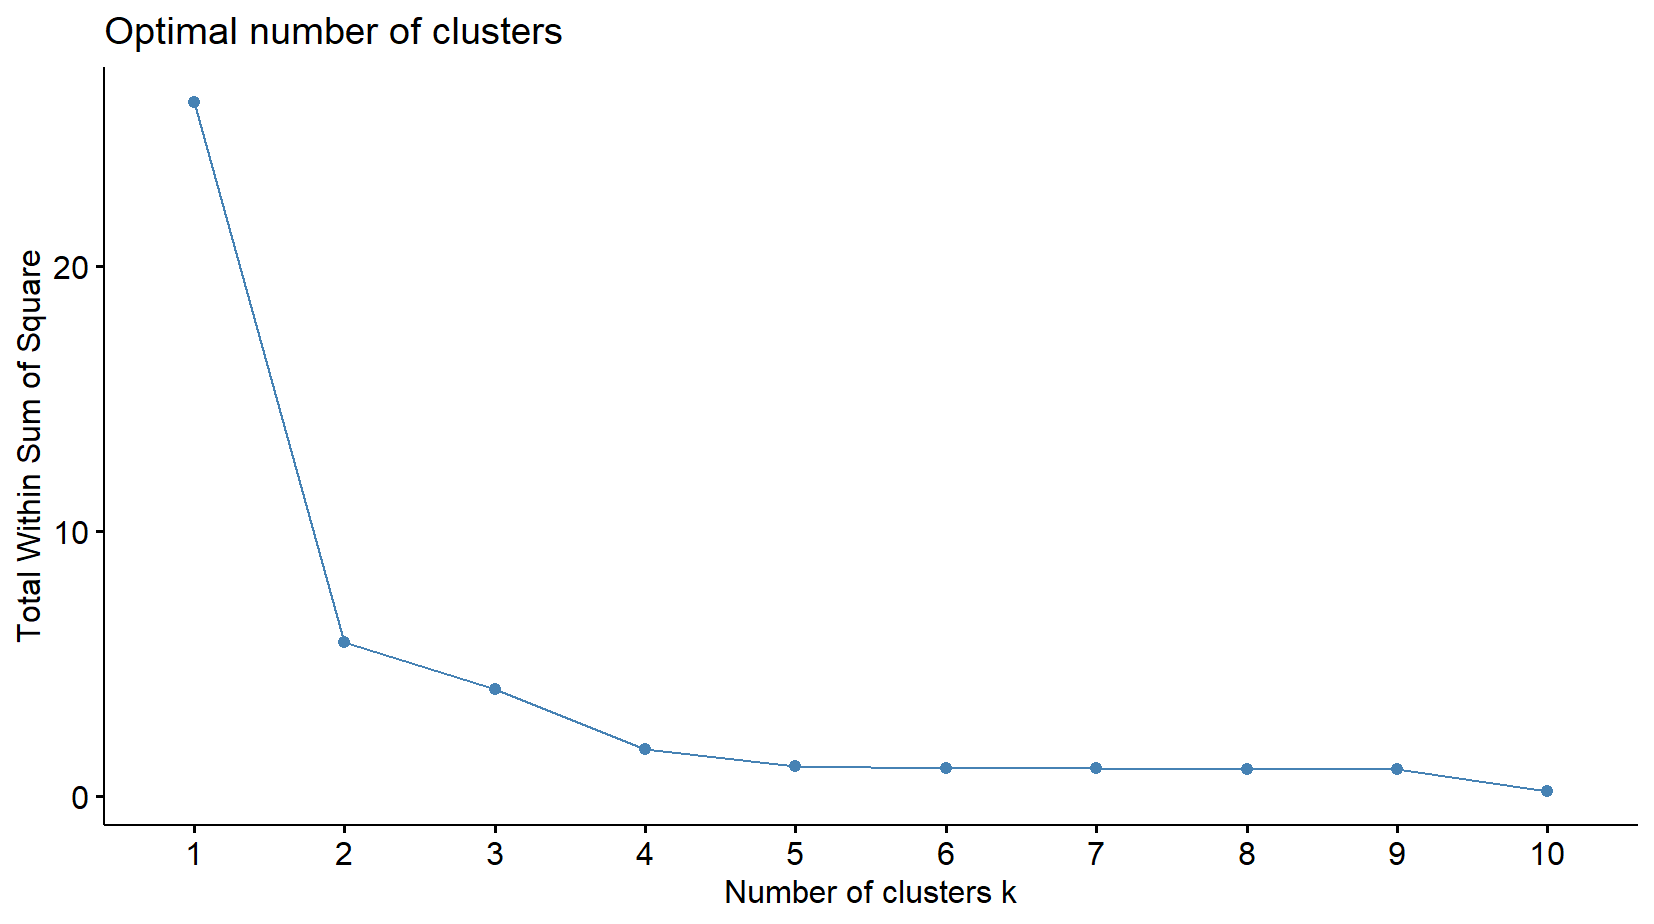 Optimal number of clusters
Total Within Sum of Square
20
10
0
1 2 3 4 5 6 7 8 9 10
Number of clusters k